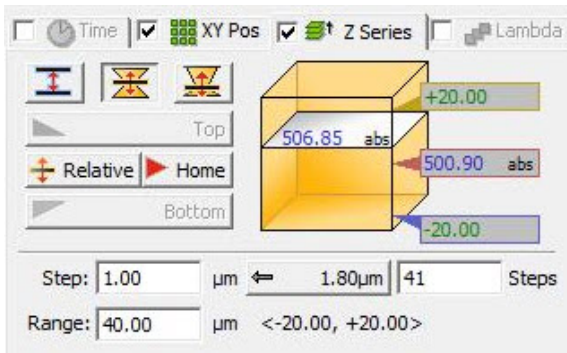 Time XY Pos Z Series Lambda
+20.00
Top 506.85 abs
Relative Home 500.90 abs
Bottom
-20.00
Step: 1.00 µm 1.80µm 41 Steps
Range: 40.00 µm <-20.00, +20.00>